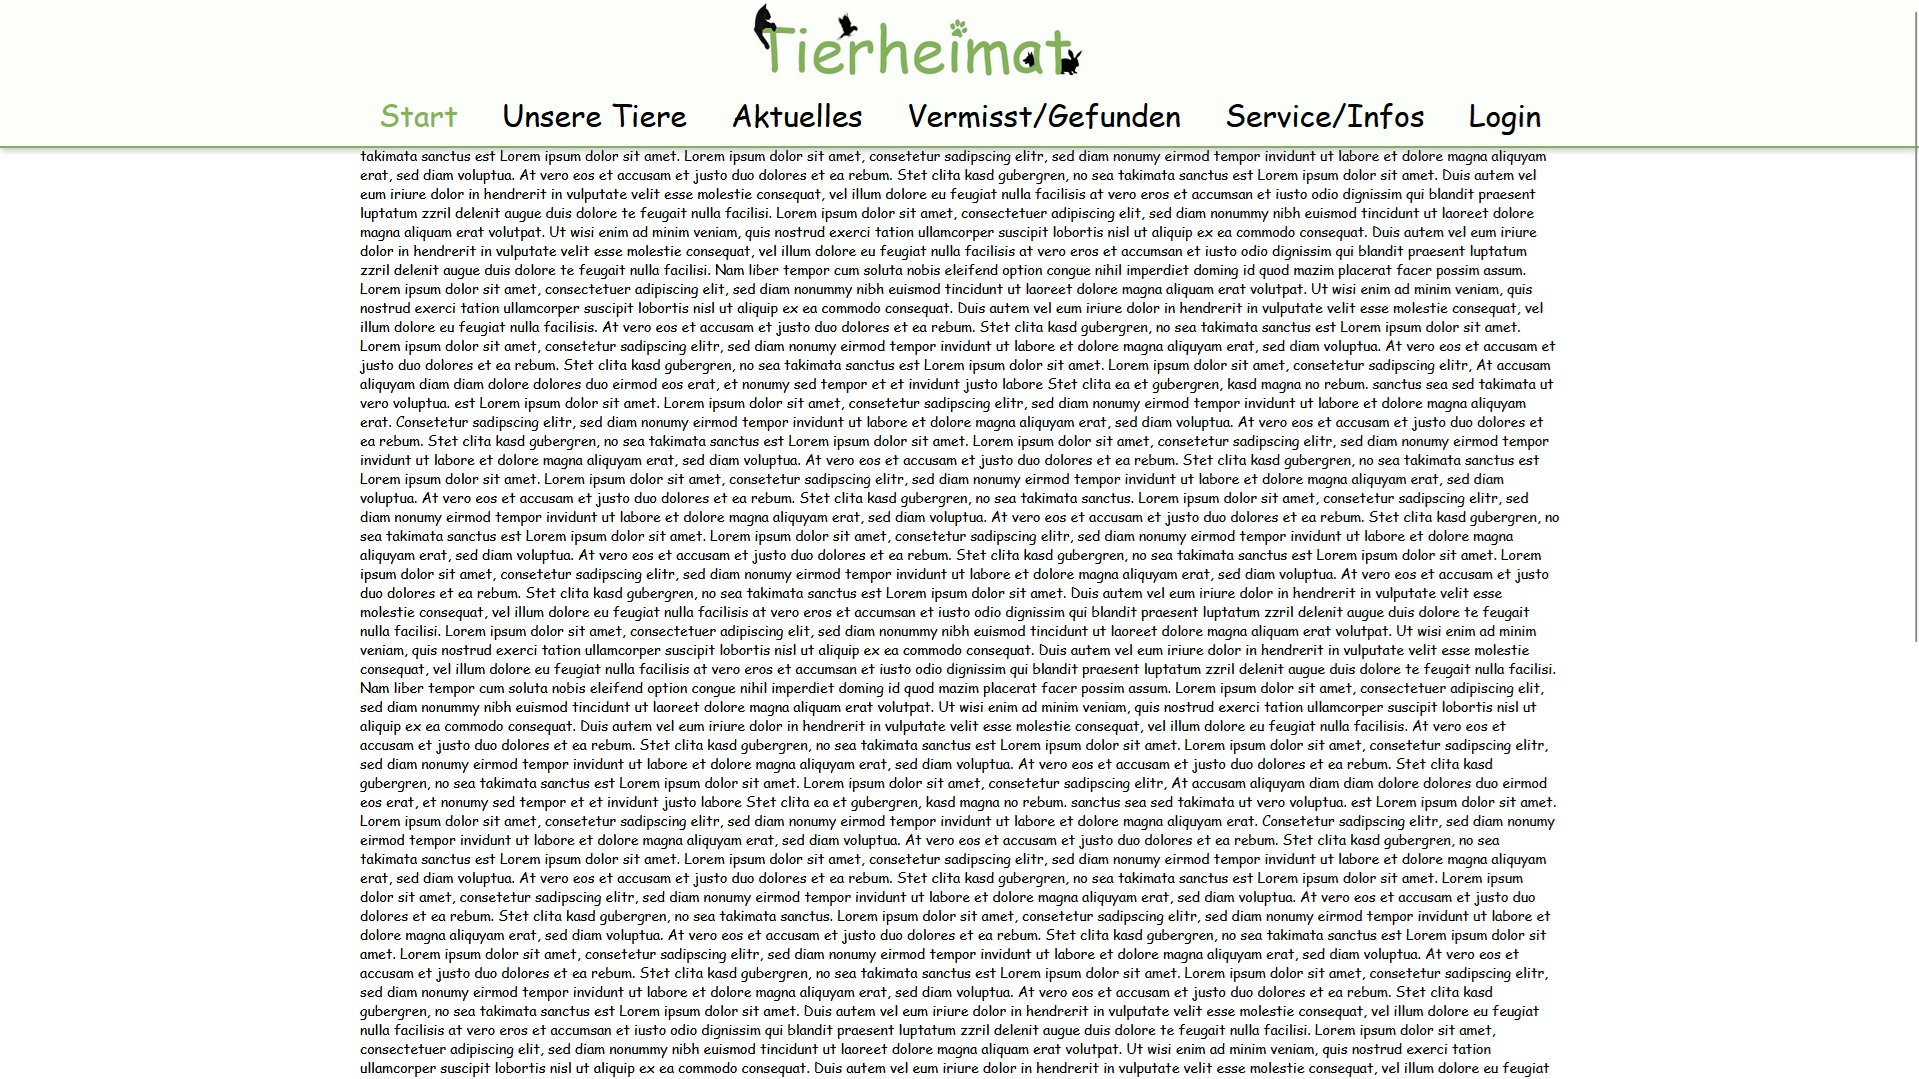 Tierheimat
Start Unsere Tiere Aktuelles Vermisst/Gefunden Service/Infos Login
takimata sanctus est Lorem ipsum dolor sit amet. Lorem ipsum dolor sit amet, consetetur sadipscing elitr, sed diam nonumy eirmod tempor invidunt ut labore et dolore magna aliquyam
erat, sed diam voluptua. At vero eos et accusam et justo duo dolores et ea rebum. Stet clita kasd gubergren, no sea takimata sanctus est Lorem ipsum dolor sit amet. Duis autem vel
eum iriure dolor in hendrerit in vulputate velit esse molestie consequat, vel illum dolore eu feugiat nulla facilisis at vero eros et accumsan et iusto odio dignissim qui blandit praesent
luptatum zzril delenit augue duis dolore te feugait nulla facilisi. Lorem ipsum dolor sit amet, consectetuer adipiscing elit, sed diam nonummy nibh euismod tincidunt ut laoreet dolore
magna aliquam erat volutpat. Ut wisi enim ad minim veniam, quis nostrud exerci tation ullamcorper suscipit lobortis nisl ut aliquip ex ea commodo consequat. Duis autem vel eum iriure
dolor in hendrerit in vulputate velit esse molestie consequat, vel illum dolore eu feugiat nulla facilisis at vero eros et accumsan et iusto odio dignissim qui blandit praesent luptatum
zzril delenit augue duis dolore te feugait nulla facilisi. Nam liber tempor cum soluta nobis eleifend option congue nihil imperdiet doming id quod mazim placerat facer possim assum.
Lorem ipsum dolor sit amet, consectetuer adipiscing elit, sed diam nonummy nibh euismod tincidunt ut laoreet dolore magna aliquam erat volutpat. Ut wisi enim ad minim veniam, quis
nostrud exerci tation ullamcorper suscipit lobortis nisl ut aliquip ex ea commodo consequat. Duis autem vel eum iriure dolor in hendrerit in vulputate velit esse molestie consequat, vel
illum dolore eu feugiat nulla facilisis. At vero eos et accusam et justo duo dolores et ea rebum. Stet clita kasd gubergren, no sea takimata sanctus est Lorem ipsum dolor sit amet.
Lorem ipsum dolor sit amet, consetetur sadipscing elitr, sed diam nonumy eirmod tempor invidunt ut labore et dolore magna aliquyam erat, sed diam voluptua. At vero eos et accusam et
justo duo dolores et ea rebum. Stet clita kasd gubergren, no sea takimata sanctus est Lorem ipsum dolor sit amet. Lorem ipsum dolor sit amet, consetetur sadipscing elitr, At accusam
aliquyam diam diam dolore dolores duo eirmod eos erat, et nonumy sed tempor et et invidunt justo labore Stet clita ea et gubergren, kasd magna no rebum. sanctus sea sed takimata ut
vero voluptua. est Lorem ipsum dolor sit amet. Lorem ipsum dolor sit amet, consetetur sadipscing elitr, sed diam nonumy eirmod tempor invidunt ut labore et dolore magna aliquyam
erat. Consetetur sadipscing elitr, sed diam nonumy eirmod tempor invidunt ut labore et dolore magna aliquyam erat, sed diam voluptua. At vero eos et accusam et justo duo dolores et
ea rebum. Stet clita kasd gubergren, no sea takimata sanctus est Lorem ipsum dolor sit amet. Lorem ipsum dolor sit amet, consetetur sadipscing elitr, sed diam nonumy eirmod tempor
invidunt ut labore et dolore magna aliquyam erat, sed diam voluptua. At vero eos et accusam et justo duo dolores et ea rebum. Stet clita kasd gubergren, no sea takimata sanctus est
Lorem ipsum dolor sit amet. Lorem ipsum dolor sit amet, consetetur sadipscing elitr, sed diam nonumy eirmod tempor invidunt ut labore et dolore magna aliquyam erat, sed diam
voluptua. At vero eos et accusam et justo duo dolores et ea rebum. Stet clita kasd gubergren, no sea takimata sanctus. Lorem ipsum dolor sit amet, consetetur sadipscing elitr, sed
diam nonumy eirmod tempor invidunt ut labore et dolore magna aliquyam erat, sed diam voluptua. At vero eos et accusam et justo duo dolores et ea rebum. Stet clita kasd gubergren, no
sea takimata sanctus est Lorem ipsum dolor sit amet. Lorem ipsum dolor sit amet, consetetur sadipscing elitr, sed diam nonumy eirmod tempor invidunt ut labore et dolore magna
aliquyam erat, sed diam voluptua. At vero eos et accusam et justo duo dolores et ea rebum. Stet clita kasd gubergren, no sea takimata sanctus est Lorem ipsum dolor sit amet. Lorem
ipsum dolor sit amet, consetetur sadipscing elitr, sed diam nonumy eirmod tempor invidunt ut labore et dolore magna aliquyam erat, sed diam voluptua. At vero eos et accusam et justo
duo dolores et ea rebum. Stet clita kasd gubergren, no sea takimata sanctus est Lorem ipsum dolor sit amet. Duis autem vel eum iriure dolor in hendrerit in vulputate velit esse
molestie consequat, vel illum dolore eu feugiat nulla facilisis at vero eros et accumsan et iusto odio dignissim qui blandit praesent luptatum zzril delenit augue duis dolore te feugait
nulla facilisi. Lorem ipsum dolor sit amet, consectetuer adipiscing elit, sed diam nonummy nibh euismod tincidunt ut laoreet dolore magna aliquam erat volutpat. Ut wisi enim ad minim
veniam, quis nostrud exerci tation ullamcorper suscipit lobortis nisl ut aliquip ex ea commodo consequat. Duis autem vel eum iriure dolor in hendrerit in vulputate velit esse molestie
consequat, vel illum dolore eu feugiat nulla facilisis at vero eros et accumsan et iusto odio dignissim qui blandit praesent luptatum zzril delenit augue duis dolore te feugait nulla facilisi.
Nam liber tempor cum soluta nobis eleifend option congue nihil imperdiet doming id quod mazim placerat facer possim assum. Lorem ipsum dolor sit amet, consectetuer adipiscing elit,
sed diam nonummy nibh euismod tincidunt ut laoreet dolore magna aliquam erat volutpat. Ut wisi enim ad minim veniam, quis nostrud exerci tation ullamcorper suscipit lobortis nisl ut
aliquip ex ea commodo consequat. Duis autem vel eum iriure dolor in hendrerit in vulputate velit esse molestie consequat, vel illum dolore eu feugiat nulla facilisis. At vero eos et
accusam et justo duo dolores et ea rebum. Stet clita kasd gubergren, no sea takimata sanctus est Lorem ipsum dolor sit amet. Lorem ipsum dolor sit amet, consetetur sadipscing elitr,
sed diam nonumy eirmod tempor invidunt ut labore et dolore magna aliquyam erat, sed diam voluptua. At vero eos et accusam et justo duo dolores et ea rebum. Stet clita kasd
gubergren, no sea takimata sanctus est Lorem ipsum dolor sit amet. Lorem ipsum dolor sit amet, consetetur sadipscing elitr, At accusam aliquyam diam diam dolore dolores duo eirmod
eos erat, et nonumy sed tempor et et invidunt justo labore Stet clita ea et gubergren, kasd magna no rebum. sanctus sea sed takimata ut vero voluptua. est Lorem ipsum dolor sit amet.
Lorem ipsum dolor sit amet, consetetur sadipscing elitr, sed diam nonumy eirmod tempor invidunt ut labore et dolore magna aliquyam erat. Consetetur sadipscing elitr, sed diam nonumy
eirmod tempor invidunt ut labore et dolore magna aliquyam erat, sed diam voluptua. At vero eos et accusam et justo duo dolores et ea rebum. Stet clita kasd gubergren, no sea
takimata sanctus est Lorem ipsum dolor sit amet. Lorem ipsum dolor sit amet, consetetur sadipscing elitr, sed diam nonumy eirmod tempor invidunt ut labore et dolore magna aliquyam
erat, sed diam voluptua. At vero eos et accusam et justo duo dolores et ea rebum. Stet clita kasd gubergren, no sea takimata sanctus est Lorem ipsum dolor sit amet. Lorem ipsum
dolor sit amet, consetetur sadipscing elitr, sed diam nonumy eirmod tempor invidunt ut labore et dolore magna aliquyam erat, sed diam voluptua. At vero eos et accusam et justo duo
dolores et ea rebum. Stet clita kasd gubergren, no sea takimata sanctus. Lorem ipsum dolor sit amet, consetetur sadipscing elitr, sed diam nonumy eirmod tempor invidunt ut labore et
dolore magna aliquyam erat, sed diam voluptua. At vero eos et accusam et justo duo dolores et ea rebum. Stet clita kasd gubergren, no sea takimata sanctus est Lorem ipsum dolor sit
amet. Lorem ipsum dolor sit amet, consetetur sadipscing elitr, sed diam nonumy eirmod tempor invidunt ut labore et dolore magna aliquyam erat, sed diam voluptua. At vero eos et
accusam et justo duo dolores et ea rebum. Stet clita kasd gubergren, no sea takimata sanctus est Lorem ipsum dolor sit amet. Lorem ipsum dolor sit amet, consetetur sadipscing elitr,
sed diam nonumy eirmod tempor invidunt ut labore et dolore magna aliquyam erat, sed diam voluptua. At vero eos et accusam et justo duo dolores et ea rebum. Stet clita kasd
gubergren, no sea takimata sanctus est Lorem ipsum dolor sit amet. Duis autem vel eum iriure dolor in hendrerit in vulputate velit esse molestie consequat, vel illum dolore eu feugiat
nulla facilisis at vero eros et accumsan et iusto odio dignissim qui blandit praesent luptatum zzril delenit augue duis dolore te feugait nulla facilisi. Lorem ipsum dolor sit amet,
consectetuer adipiscing elit, sed diam nonummy nibh euismod tincidunt ut laoreet dolore magna aliquam erat volutpat. Ut wisi enim ad minim veniam, quis nostrud exerci tation
ullamcorper suscipit lobortis nisl ut aliquip ex ea commodo consequat. Duis autem vel eum iriure dolor in hendrerit in vulputate velit esse molestie consequat, vel illum dolore eu feugiat